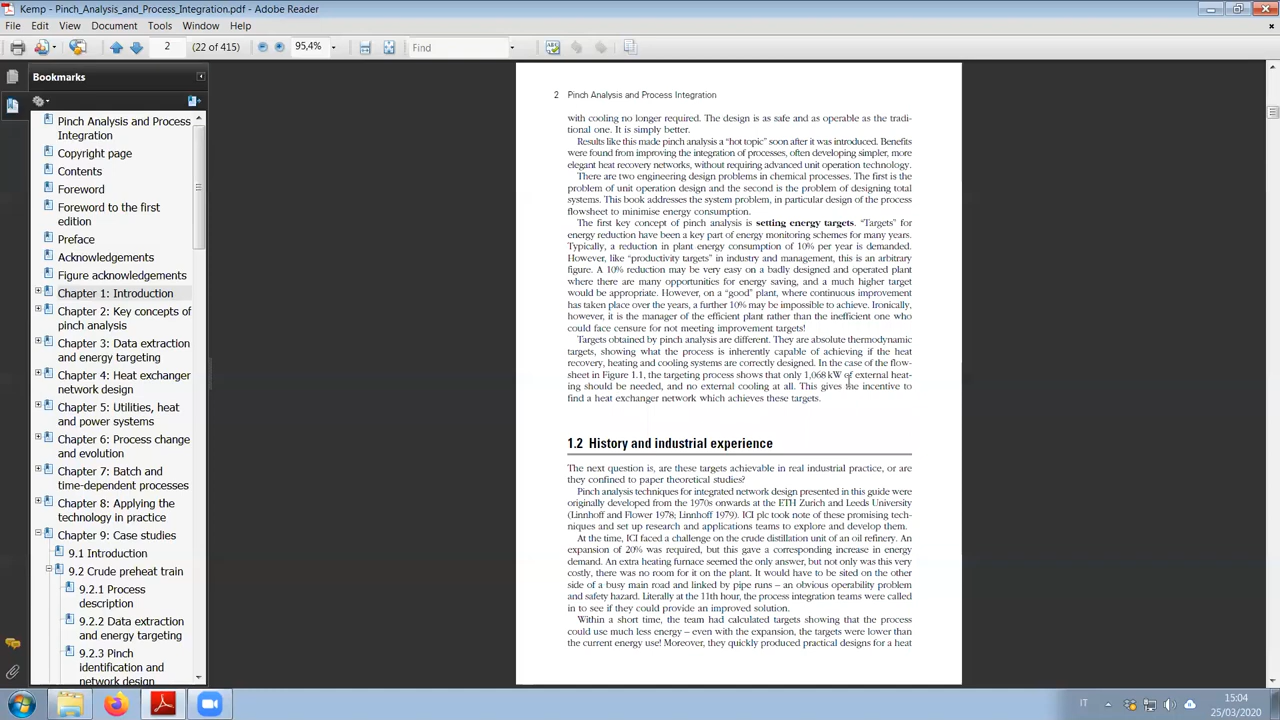 Kemp - Pinch_Analysis_and_Process_Integration.pdf - Adobe Reader
File Edit View Document Tools Window Help
2 (22 of 415) 95,4% Find
Bookmarks
Pinch Analysis and Process
Integration
Copyright page
Contents
Foreword
Foreword to the first
edition
Preface
Acknowledgements
Figure acknowledgements
Chapter 1: Introduction
Chapter 2: Key concepts of
pinch analysis
Chapter 3: Data extraction
and energy targeting
Chapter 4: Heat exchanger
network design
Chapter 5: Utilities, heat
and power systems
Chapter 6: Process change
and evolution
Chapter 7: Batch and
time-dependent processes
Chapter 8: Applying the
technology in practice
Chapter 9: Case studies
9.1 Introduction
9.2 Crude preheat train
9.2.1 Process
description
9.2.2 Data extraction
and energy targeting
9.2.3 Pinch
identification and
network design
2 Pinch Analysis and Process Integration
with cooling no longer required. The design is as safe and as operable as the tradi-
tional one. It is simply better.
Results like this made pinch analysis a “hot topic” soon after it was introduced. Benefits
were found from improving the integration of processes, often developing simpler, more
elegant heat recovery networks, without requiring advanced unit operation technology.
There are two engineering design problems in chemical processes. The first is the
problem of unit operation design and the second is the problem of designing total
systems. This book addresses the system problem, in particular design of the process
flowsheet to minimise energy consumption.
The first key concept of pinch analysis is setting energy targets. “Targets” for
energy reduction have been a key part of energy monitoring schemes for many years.
Typically, a reduction in plant energy consumption of 10% per year is demanded.
However, like “productivity targets” in industry and management, this is an arbitrary
figure. A 10% reduction may be very easy on a badly designed and operated plant
where there are many opportunities for energy saving, and a much higher target
would be appropriate. However, on a “good” plant, where continuous improvement
has taken place over the years, a further 10% may be impossible to achieve. Ironically,
however, it is the manager of the efficient plant rather than the inefficient one who
could face censure for not meeting improvement targets!
Targets obtained by pinch analysis are different. They are absolute thermodynamic
targets, showing what the process is inherently capable of achieving if the heat
recovery, heating and cooling systems are correctly designed. In the case of the flow-
sheet in Figure 1.1, the targeting process shows that only 1,068 kW of external heat-
ing should be needed, and no external cooling at all. This gives the incentive to
find a heat exchanger network which achieves these targets.
1.2 History and industrial experience
The next question is, are these targets achievable in real industrial practice, or are
they confined to paper theoretical studies?
Pinch analysis techniques for integrated network design presented in this guide were
originally developed from the 1970s onwards at the ETH Zurich and Leeds University
(Linnhoff and Flower 1978; Linnhoff 1979). ICI plc took note of these promising tech-
niques and set up research and applications teams to explore and develop them.
At the time, ICI faced a challenge on the crude distillation unit of an oil refinery. An
expansion of 20% was required, but this gave a corresponding increase in energy
demand. An extra heating furnace seemed the only answer, but not only was this very
costly, there was no room for it on the plant. It would have to be sited on the other
side of a busy main road and linked by pipe runs – an obvious operability problem
and safety hazard. Literally at the 11th hour, the process integration teams were called
in to see if they could provide an improved solution.
Within a short time, the team had calculated targets showing that the process
could use much less energy – even with the expansion, the targets were lower than
the current energy use! Moreover, they quickly produced practical designs for a heat
IT
15:04
25/03/2020